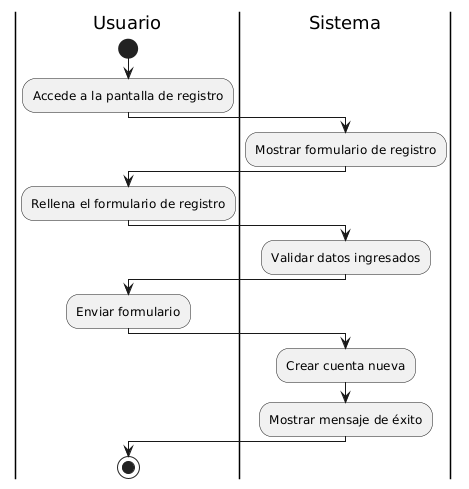 Usuario
Sistema
Accede a la pantalla de registro
Mostrar formulario de registro
Rellena el formulario de registro
Validar datos ingresados
Enviar formulario
Crear cuenta nueva
Mostrar mensaje de éxito